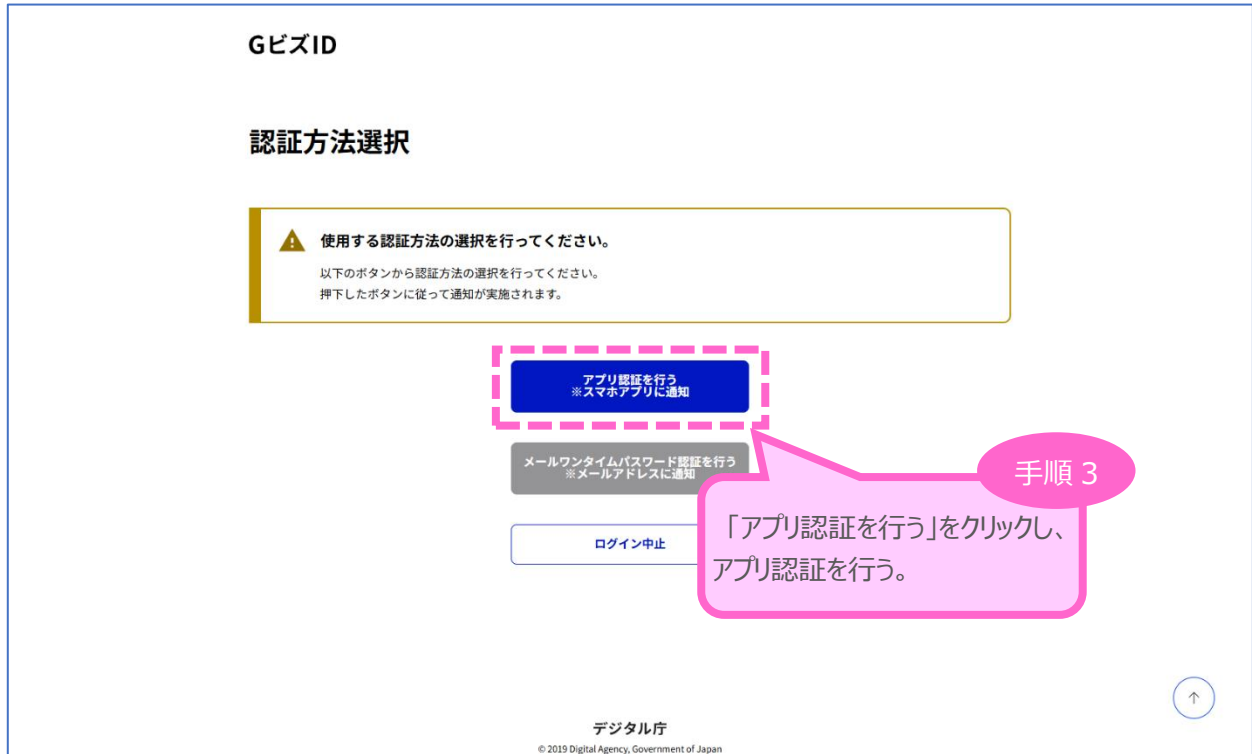 GビズID
認証方法選択
使用する認証方法の選択を行ってください。
以下のボタンから認証方法の選択を行ってください。
押下したボタンに従って通知が実施されます。
アプリ認証を行う
※スマホアプリに通知
メールワンタイムパスワード認証を行う
※メールアドレスに通知
ログイン中止
手順３
「アプリ認証を行う」をクリックし、
アプリ認証を行う。
デジタル庁
© 2019 Digital Agency, Government of Japan